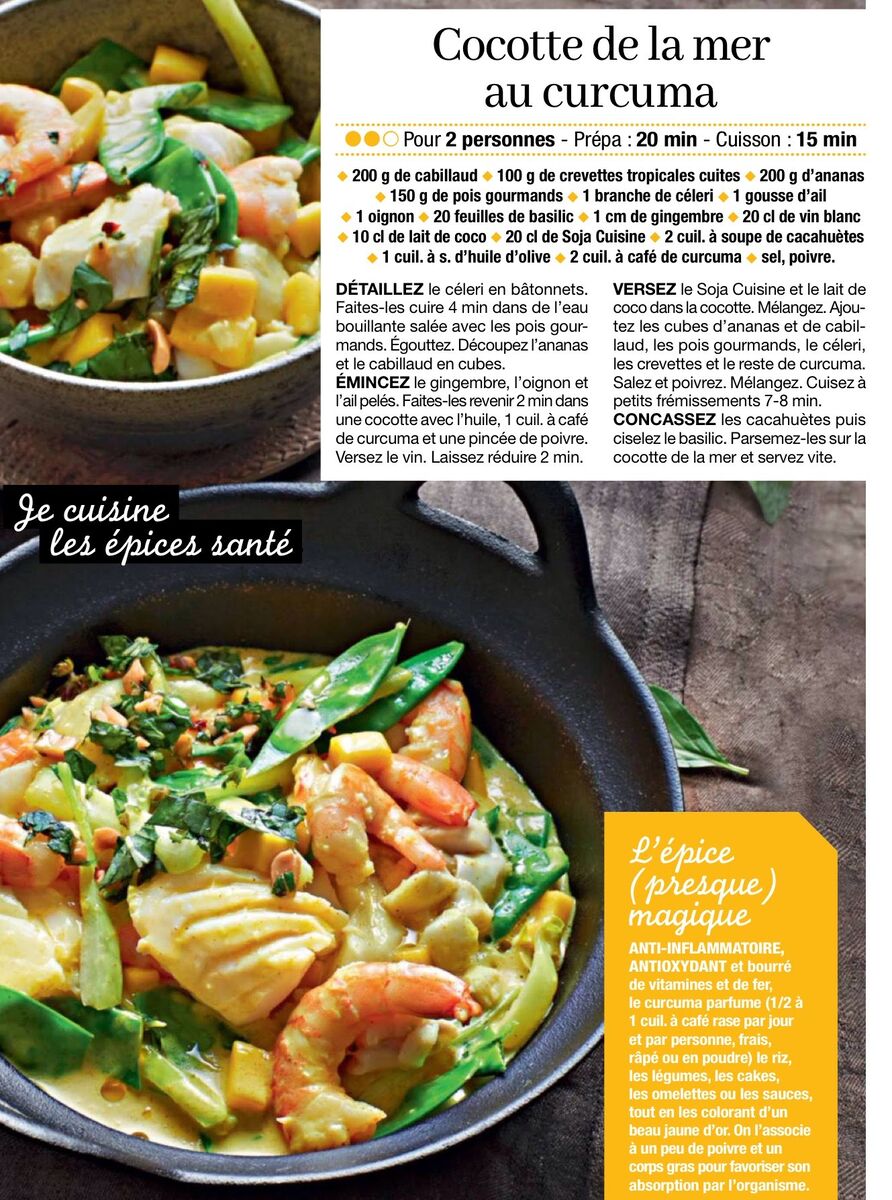 Cocotte de la mer
au curcuma
Pour 2 personnes - Prépa : 20 min - Cuisson : 15 min
◆ 200 g de cabillaud ◆ 100 g de crevettes tropicales cuites ◆ 200 g d’ananas
◆ 150 g de pois gourmands ◆ 1 branche de céleri ◆ 1 gousse d’ail
◆ 1 oignon ◆ 20 feuilles de basilic ◆ 1 cm de gingembre ◆ 20 cl de vin blanc
◆ 10 cl de lait de coco ◆ 20 cl de Soja Cuisine ◆ 2 cuil. à soupe de cacahuètes
◆ 1 cuil. à s. d’huile d’olive ◆ 2 cuil. à café de curcuma ◆ sel, poivre.
DÉTAILLEZ le céleri en bâtonnets.
Faites-les cuire 4 min dans de l’eau
bouillante salée avec les pois gour-
mands. Égouttez. Découpez l’ananas
et le cabillaud en cubes.
ÉMINCEZ le gingembre, l’oignon et
l’ail pelés. Faites-les revenir 2 min dans
une cocotte avec l’huile, 1 cuil. à café
de curcuma et une pincée de poivre.
Versez le vin. Laissez réduire 2 min.
VERSEZ le Soja Cuisine et le lait de
coco dans la cocotte. Mélangez. Ajou-
tez les cubes d’ananas et de cabil-
laud, les pois gourmands, le céleri,
les crevettes et le reste de curcuma.
Salez et poivrez. Mélangez. Cuisez à
petits frémissements 7-8 min.
CONCASSEZ les cacahuètes puis
ciselez le basilic. Parsemez-les sur la
cocotte de la mer et servez vite.
Je cuisine
les épices santé
L’épice
(presque)
magique
ANTI-INFLAMMATOIRE,
ANTIOXYDANT et bourré
de vitamines et de fer,
le curcuma parfume (1/2 à
1 cuil. à café rase par jour
et par personne, frais,
râpé ou en poudre) le riz,
les légumes, les cakes,
les omelettes ou les sauces,
tout en les colorant d’un
beau jaune d’or. On l’associe
à un peu de poivre et un
corps gras pour favoriser son
absorption par l’organisme.